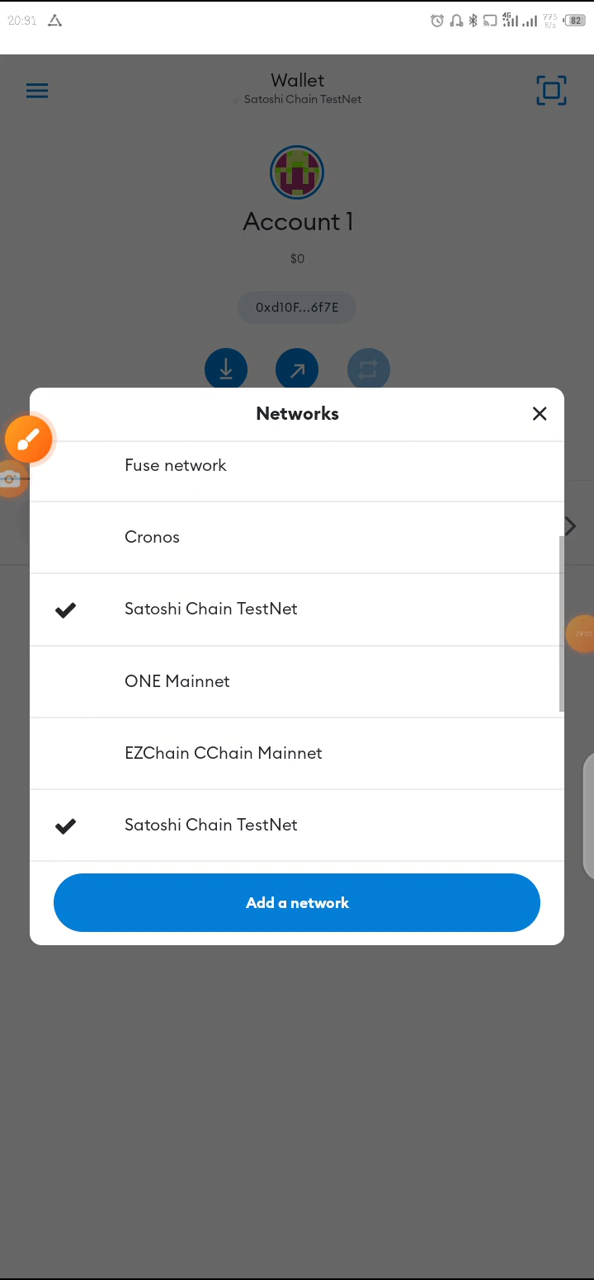 20:31
82
Wallet
Satoshi Chain TestNet
Account 1
$0
0xd10F...6f7E
Networks
Fuse network
Cronos
Satoshi Chain TestNet
ONE Mainnet
EZChain CChain Mainnet
Satoshi Chain TestNet
Add a network